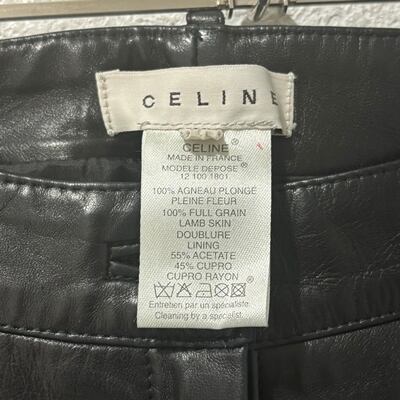 CELINE
CELINE®
MADE IN FRANCE
MODELE DEPOSE®
12 100 1801
100% AGNEAU PLONGÉ
PLEINE FLEUR
100% FULL GRAIN
LAMB SKIN
DOUBLURE
LINING
55% ACETATE
45% CUPRO
CUPRO RAYON®
Entretien par un spécialiste.
Cleaning by a specialist.